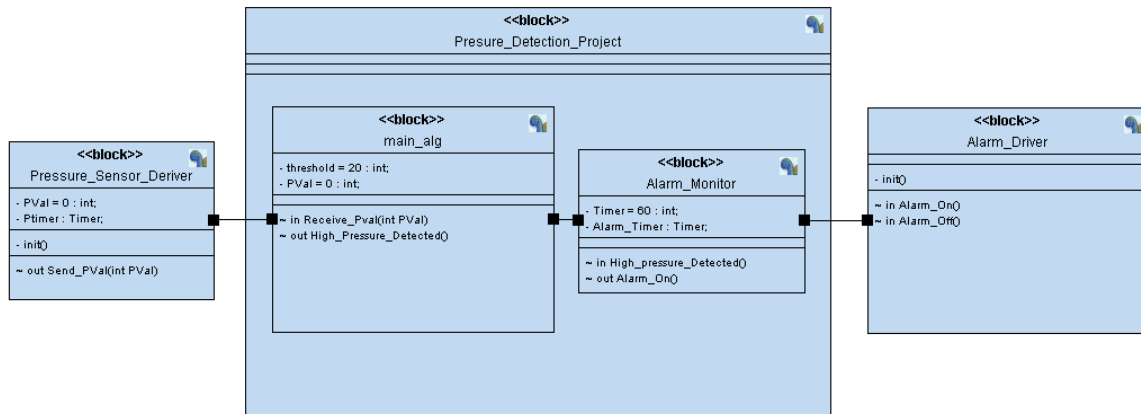 <<block>>
Presure_Detection_Project
<<block>>
Pressure_Sensor_Deriver
- PVal = 0 : int;
- Ptimer : Timer;
- init()
~ out Send_PVal(int PVal)
<<block>>
main_alg
- threshold = 20 : int;
- PVal = 0 : int;
~ in Receive_Pval(int PVal)
~ out High_Pressure_Detected()
<<block>>
Alarm_Monitor
- Timer = 60 : int;
- Alarm_Timer : Timer;
~ in High_pressure_Detected()
~ out Alarm_On()
<<block>>
Alarm_Driver
- init()
~ in Alarm_On()
~ in Alarm_Off()